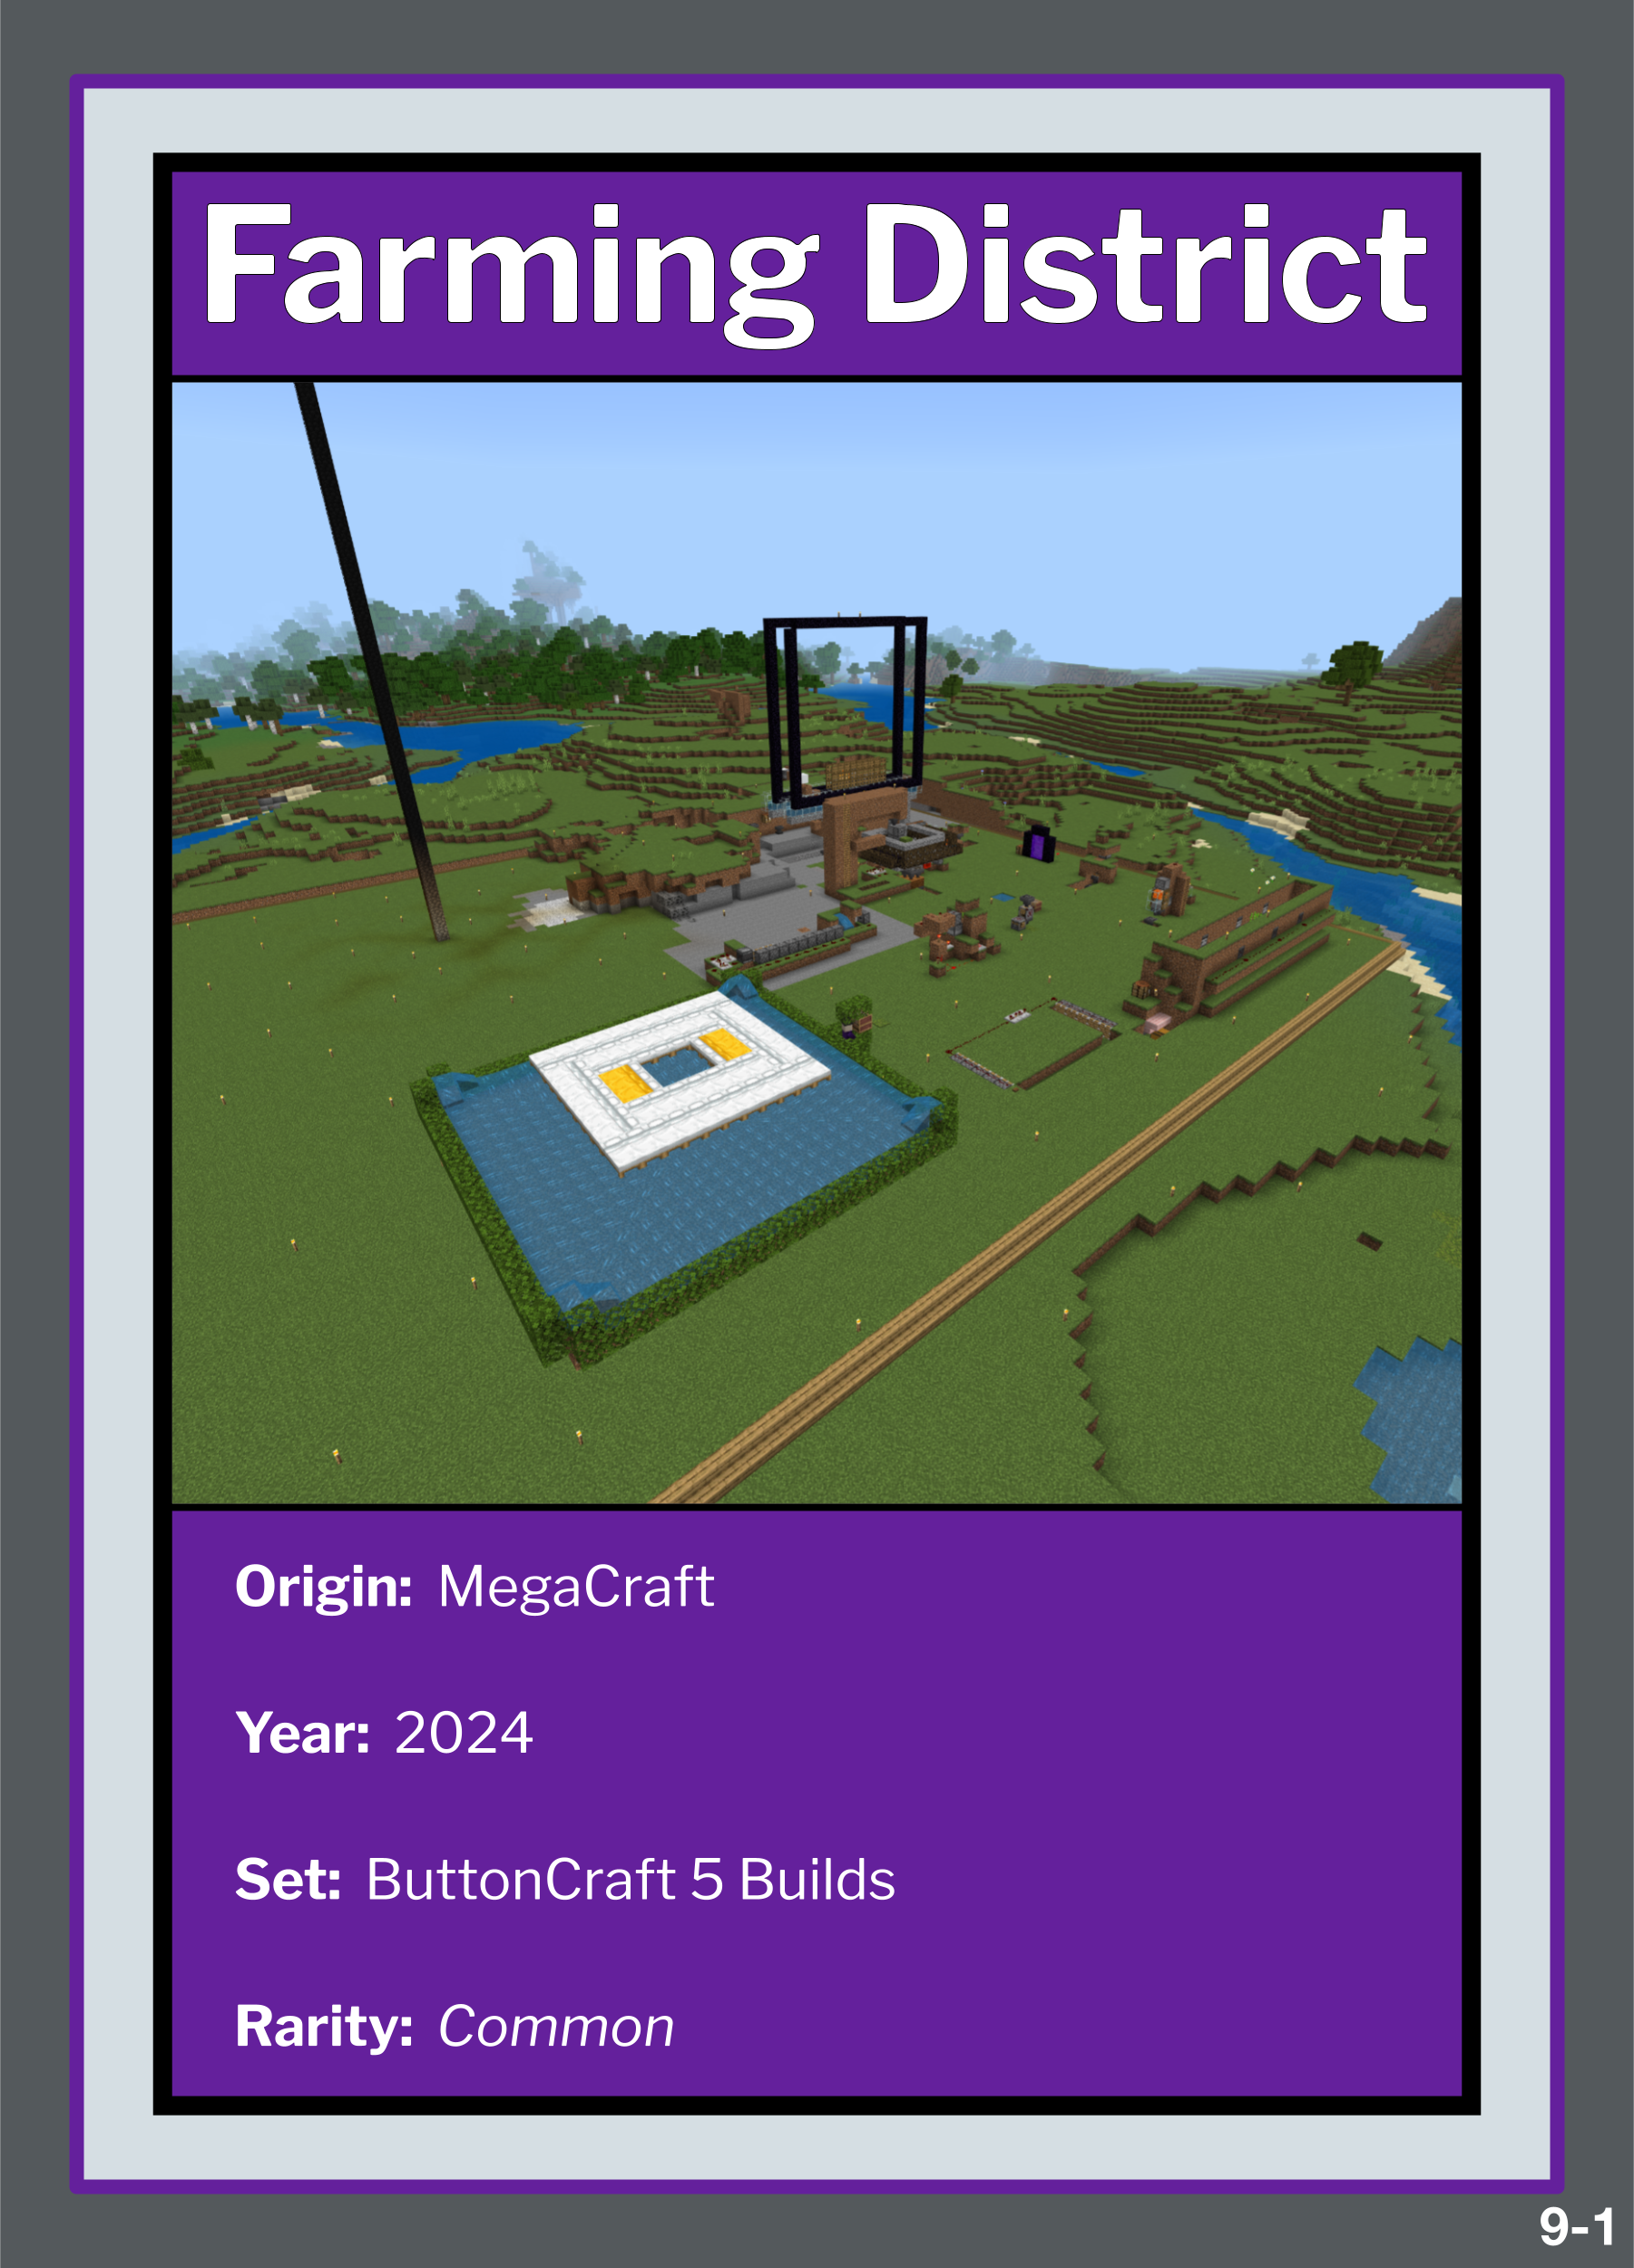 Farming District
Origin: MegaCraft
Year: 2024
Set: ButtonCraft 5 Builds
Rarity: Common
9-1